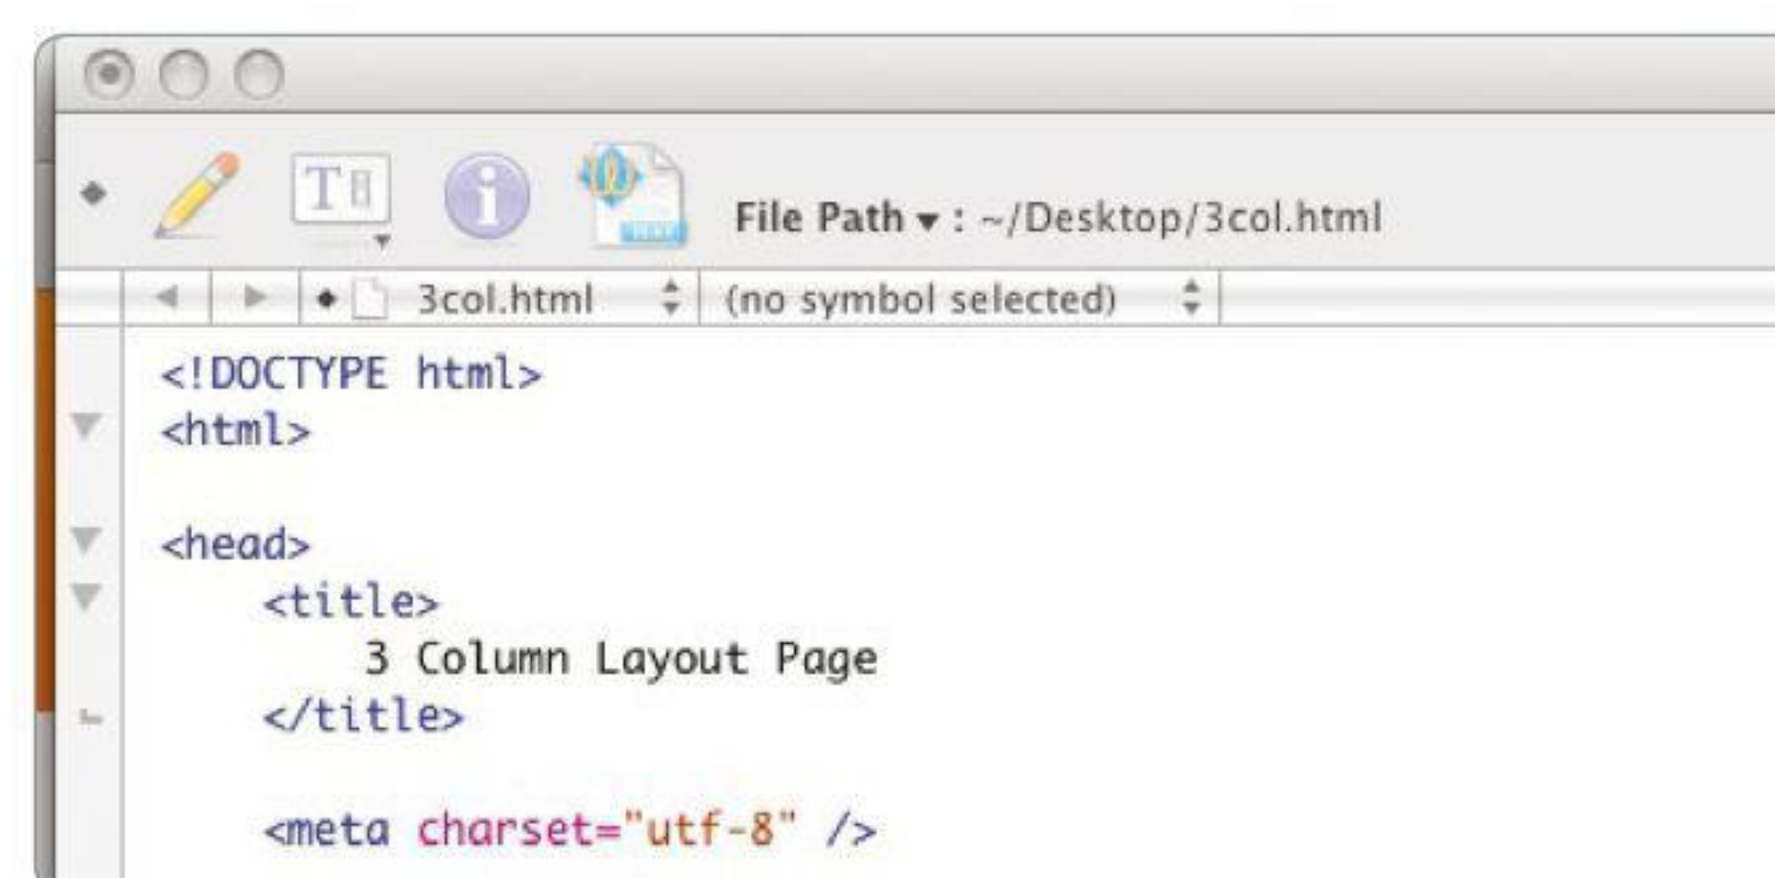 File Path ▾ : ~/Desktop/3col.html
3col.html (no symbol selected)
<!DOCTYPE html>
<html>
<head>
<title>
3 Column Layout Page
</title>
<meta charset="utf-8" />